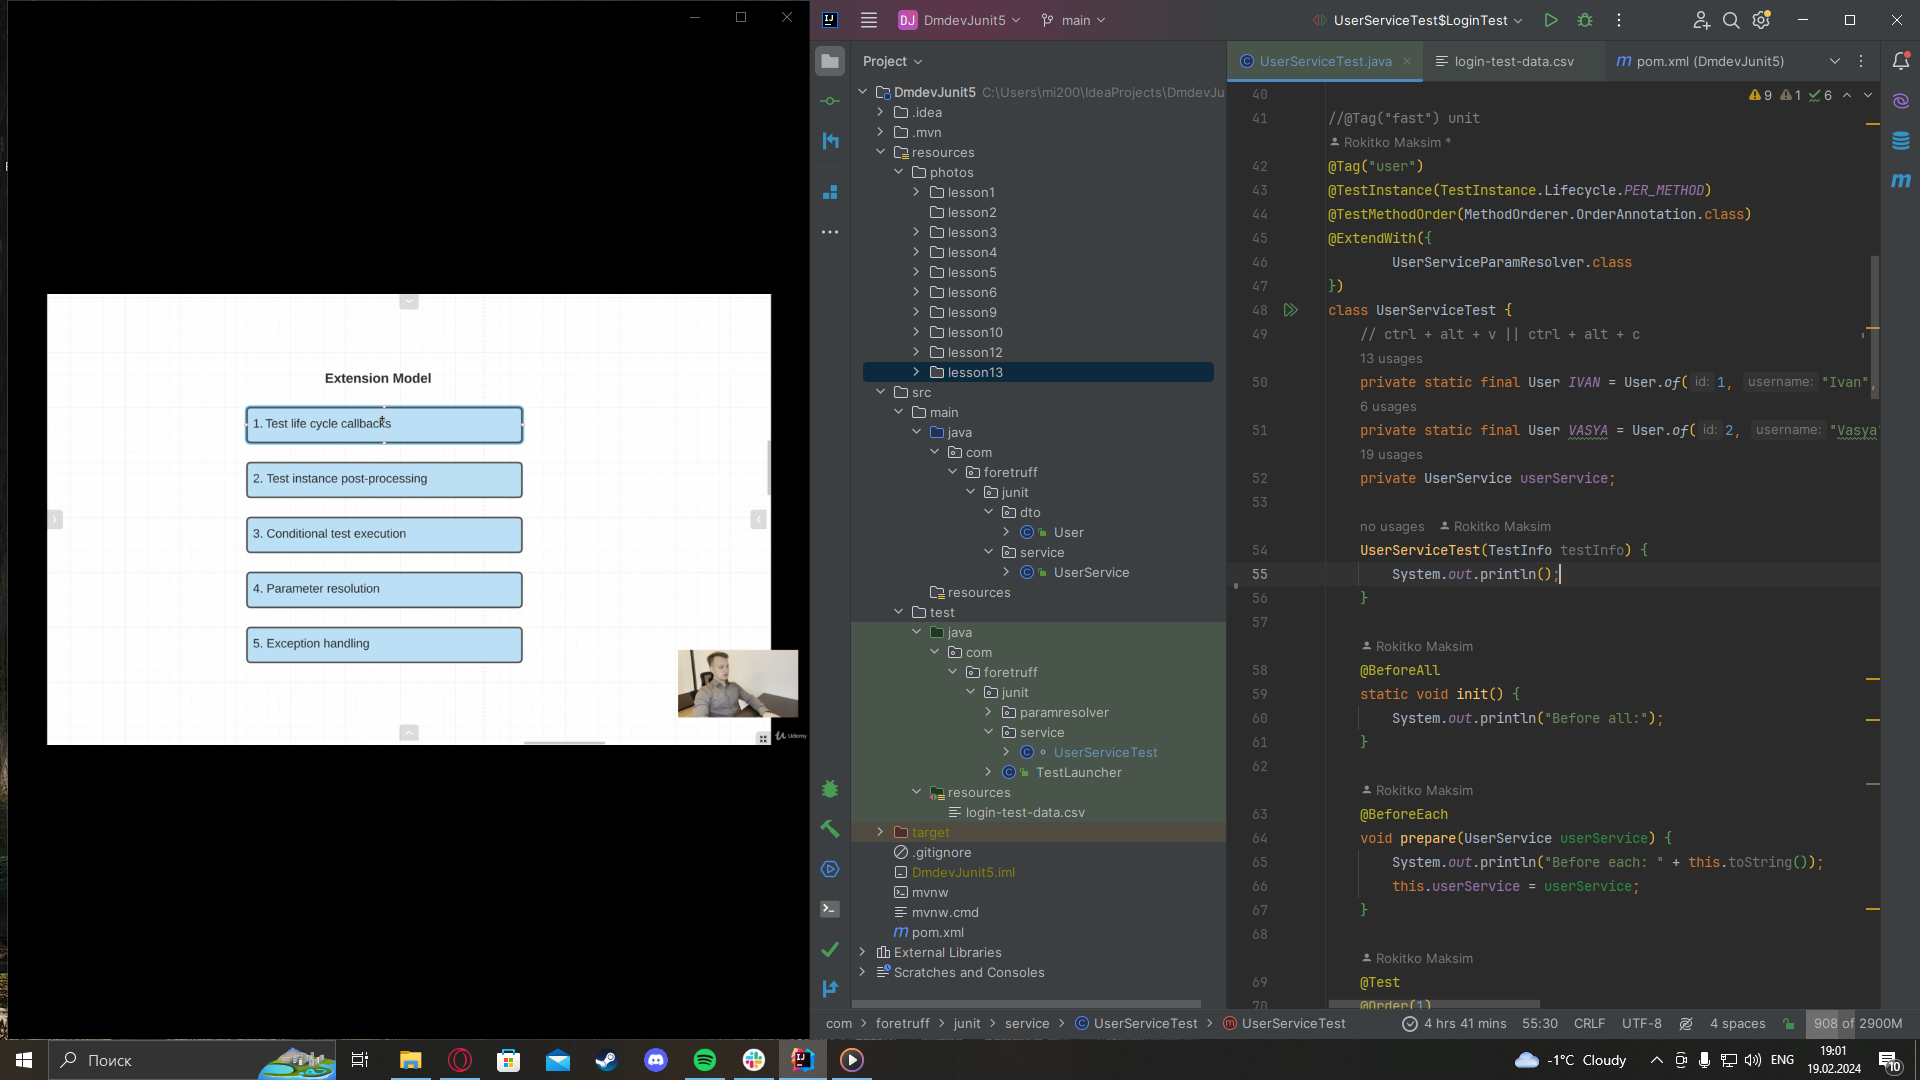 Extension Model
1. Test life cycle callbacks
2. Test instance post-processing
3. Conditional test execution
4. Parameter resolution
5. Exception handling
Udemy
DJ DmdevJunit5
main
UserServiceTest$LoginTest
Project
DmdevJunit5 C:\Users\mi200\IdeaProjects\DmdevJu
.idea
.mvn
resources
photos
lesson1
lesson2
lesson3
lesson4
lesson5
lesson6
lesson9
lesson10
lesson12
lesson13
src
main
java
com
foretruff
junit
dto
User
service
UserService
resources
test
java
com
foretruff
junit
paramresolver
service
UserServiceTest
TestLauncher
resources
login-test-data.csv
target
.gitignore
DmdevJunit5.iml
mvnw
mvnw.cmd
pom.xml
External Libraries
Scratches and Consoles
UserServiceTest.java
login-test-data.csv
pom.xml (DmdevJunit5)
9 1 6
40
41 //@Tag("fast") unit
Rokitko Maksim *
42 @Tag("user")
43 @TestInstance(TestInstance.Lifecycle.PER_METHOD)
44 @TestMethodOrder(MethodOrderer.OrderAnnotation.class)
45 @ExtendWith({
46 UserServiceParamResolver.class
47 })
48 class UserServiceTest {
49 // ctrl + alt + v || ctrl + alt + c
13 usages
50 private static final User IVAN = User.of( id: 1, username: "Ivan",
6 usages
51 private static final User VASYA = User.of( id: 2, username: "Vasya"
19 usages
52 private UserService userService;
53
no usages Rokitko Maksim
54 UserServiceTest(TestInfo testInfo) {
55 System.out.println();
56 }
57
Rokitko Maksim
58 @BeforeAll
59 static void init() {
60 System.out.println("Before all:");
61 }
62
Rokitko Maksim
63 @BeforeEach
64 void prepare(UserService userService) {
65 System.out.println("Before each: " + this.toString());
66 this.userService = userService;
67 }
68
Rokitko Maksim
69 @Test
70 @Order(1)
com > foretruff > junit > service > UserServiceTest > UserServiceTest
4 hrs 41 mins 55:30 CRLF UTF-8 4 spaces 908 of 2900M
Поиск
-1°C Cloudy
ENG
19:01
19.02.2024
10